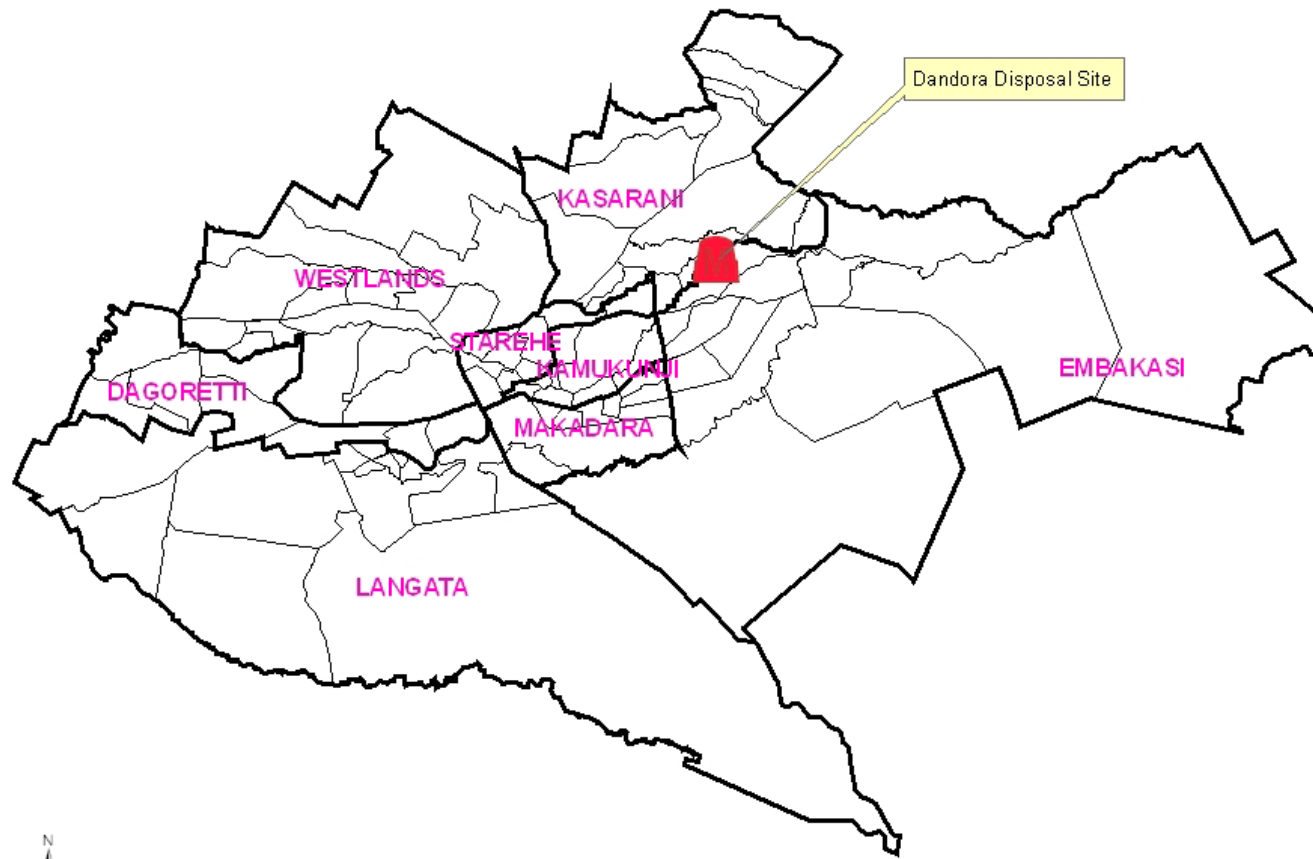 Dandora Disposal Site
KASARANI
WESTLANDS
STAREHE
KAMUKUNJI
EMBAKASI
DAGORETTI
MAKADARA
LANGATA
N